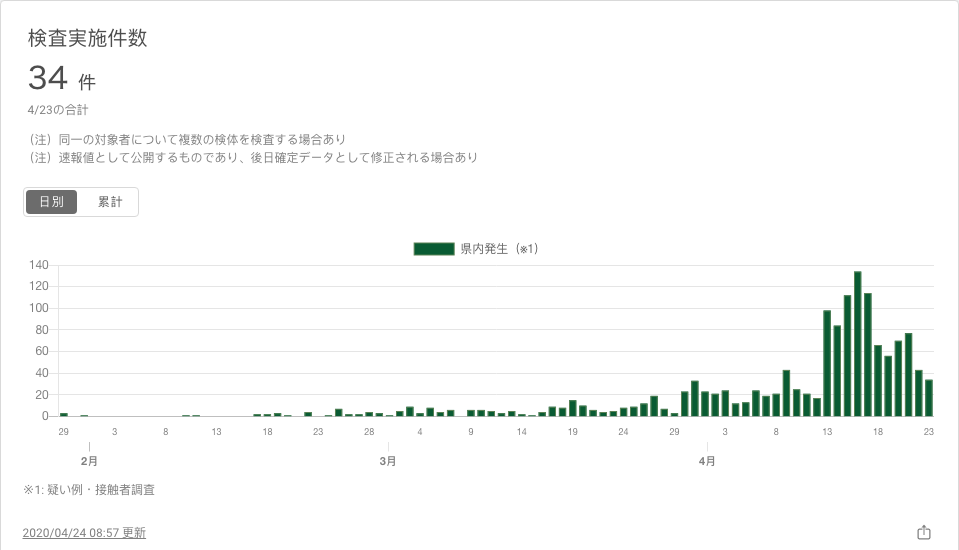 検査実施件数
34 件
4/23の合計
（注）同一の対象者について複数の検体を検査する場合あり
（注）速報値として公開するものであり、後日確定データとして修正される場合あり
日別 累計
県内発生（※1）
140
120
100
80
60
40
20
0
29 3 8 13 18 23 28 4 9 14 19 24 29 3 8 13 18 23
2月 3月 4月
※1: 疑い例・接触者調査
2020/04/24 08:57 更新